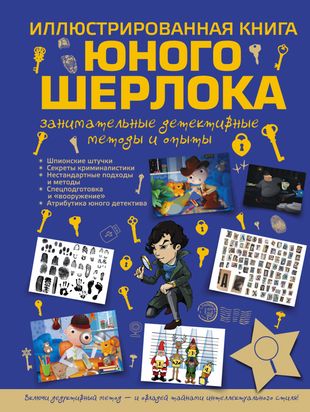 ИЛЛЮСТРИРОВАННАЯ КНИГА
ЮНОГО
ШЕРЛОКА
занимательные детективные
методы и опыты
• Шпионские штучки
• Секреты криминалистики
• Нестандартные подходы
и методы
• Спецподготовка
и «вооружение»
• Атрибутика юного детектива
Включи дедуктивный метод — и овладей тайнами интеллектуального стиля!